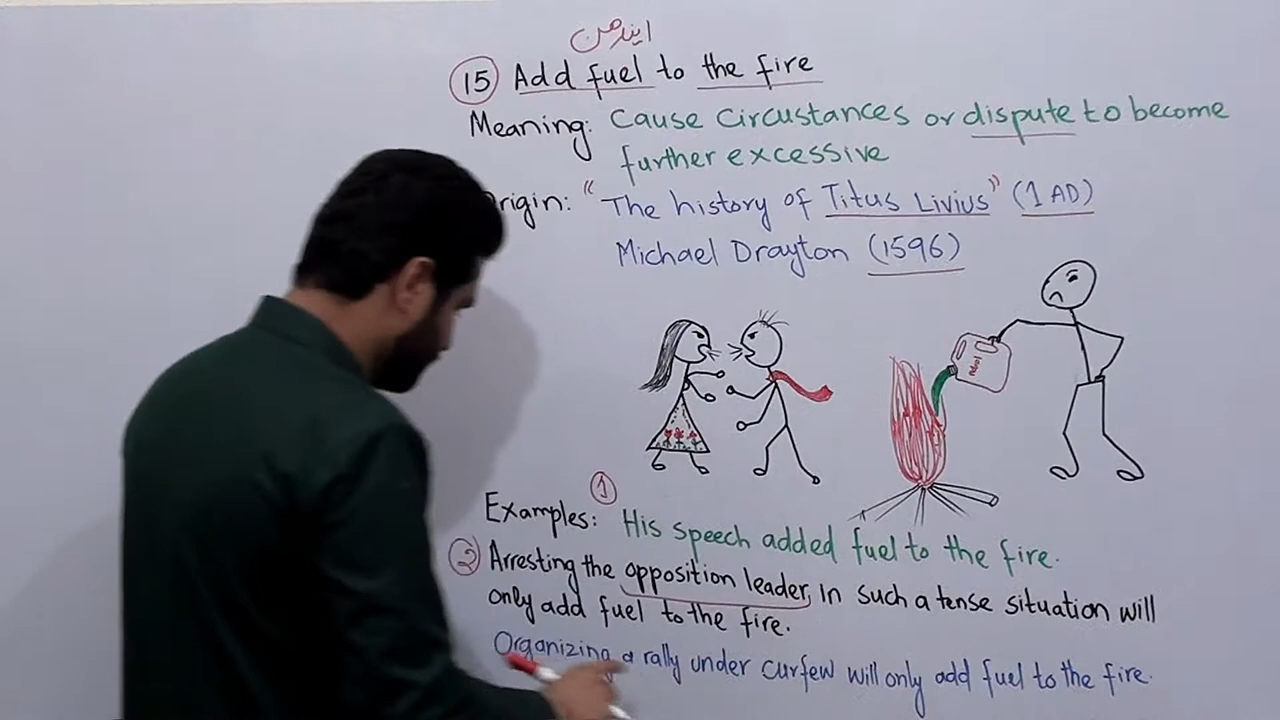 ایندھن
15 Add fuel to the fire
Meaning: Cause circustances or dispute to become
further excessive
rigin: "The history of Titus Livius" (1 AD)
Michael Drayton (1596)
Examples: 1 His speech added fuel to the fire.
2 Arresting the opposition leader in such a tense situation will
only add fuel to the fire.
Organizing a rally under curfew will only add fuel to the fire.